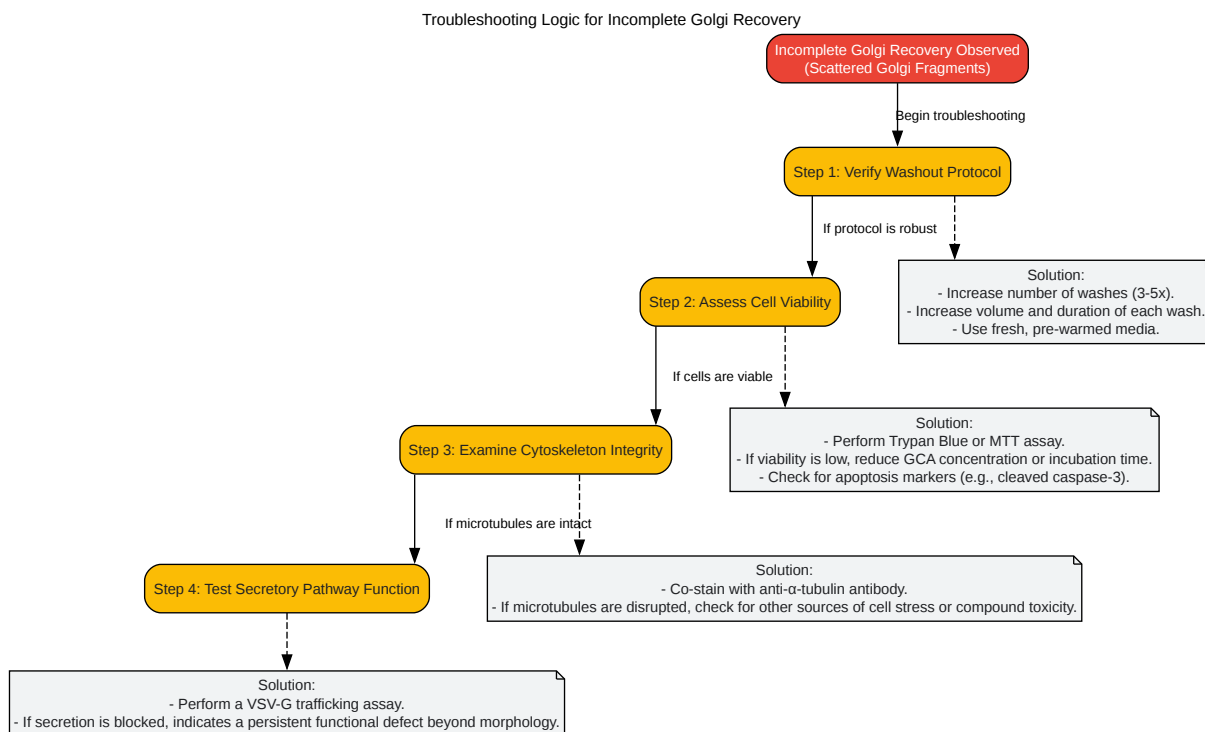 Troubleshooting Logic for Incomplete Golgi Recovery
Incomplete Golgi Recovery Observed
(Scattered Golgi Fragments)
Begin troubleshooting
Step 1: Verify Washout Protocol
If protocol is robust
Solution:
- Increase number of washes (3-5x).
- Increase volume and duration of each wash.
- Use fresh, pre-warmed media.
Step 2: Assess Cell Viability
If cells are viable
Solution:
- Perform Trypan Blue or MTT assay.
- If viability is low, reduce GCA concentration or incubation time.
- Check for apoptosis markers (e.g., cleaved caspase-3).
Step 3: Examine Cytoskeleton Integrity
If microtubules are intact
Solution:
- Co-stain with anti-α-tubulin antibody.
- If microtubules are disrupted, check for other sources of cell stress or compound toxicity.
Step 4: Test Secretory Pathway Function
Solution:
- Perform a VSV-G trafficking assay.
- If secretion is blocked, indicates a persistent functional defect beyond morphology.